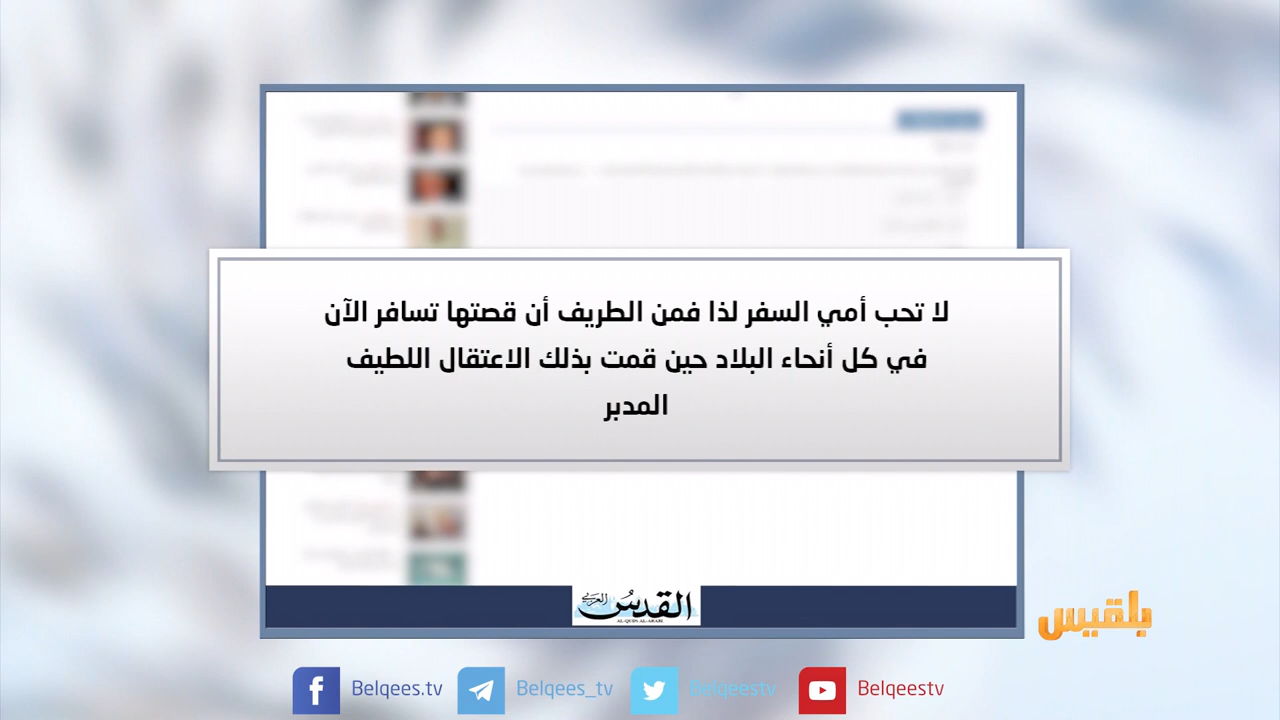 لا تحب أمي السفر لذا فمن الطريف أن قصتها تسافر الآن
في كل أنحاء البلاد حين قمت بذلك الاعتقال اللطيف
المدبر
القدس العربي
AL-QUDS AL-ARABI
بلقيس
Belqees.tv
Belqees_tv
Belqeestv
Belqeestv